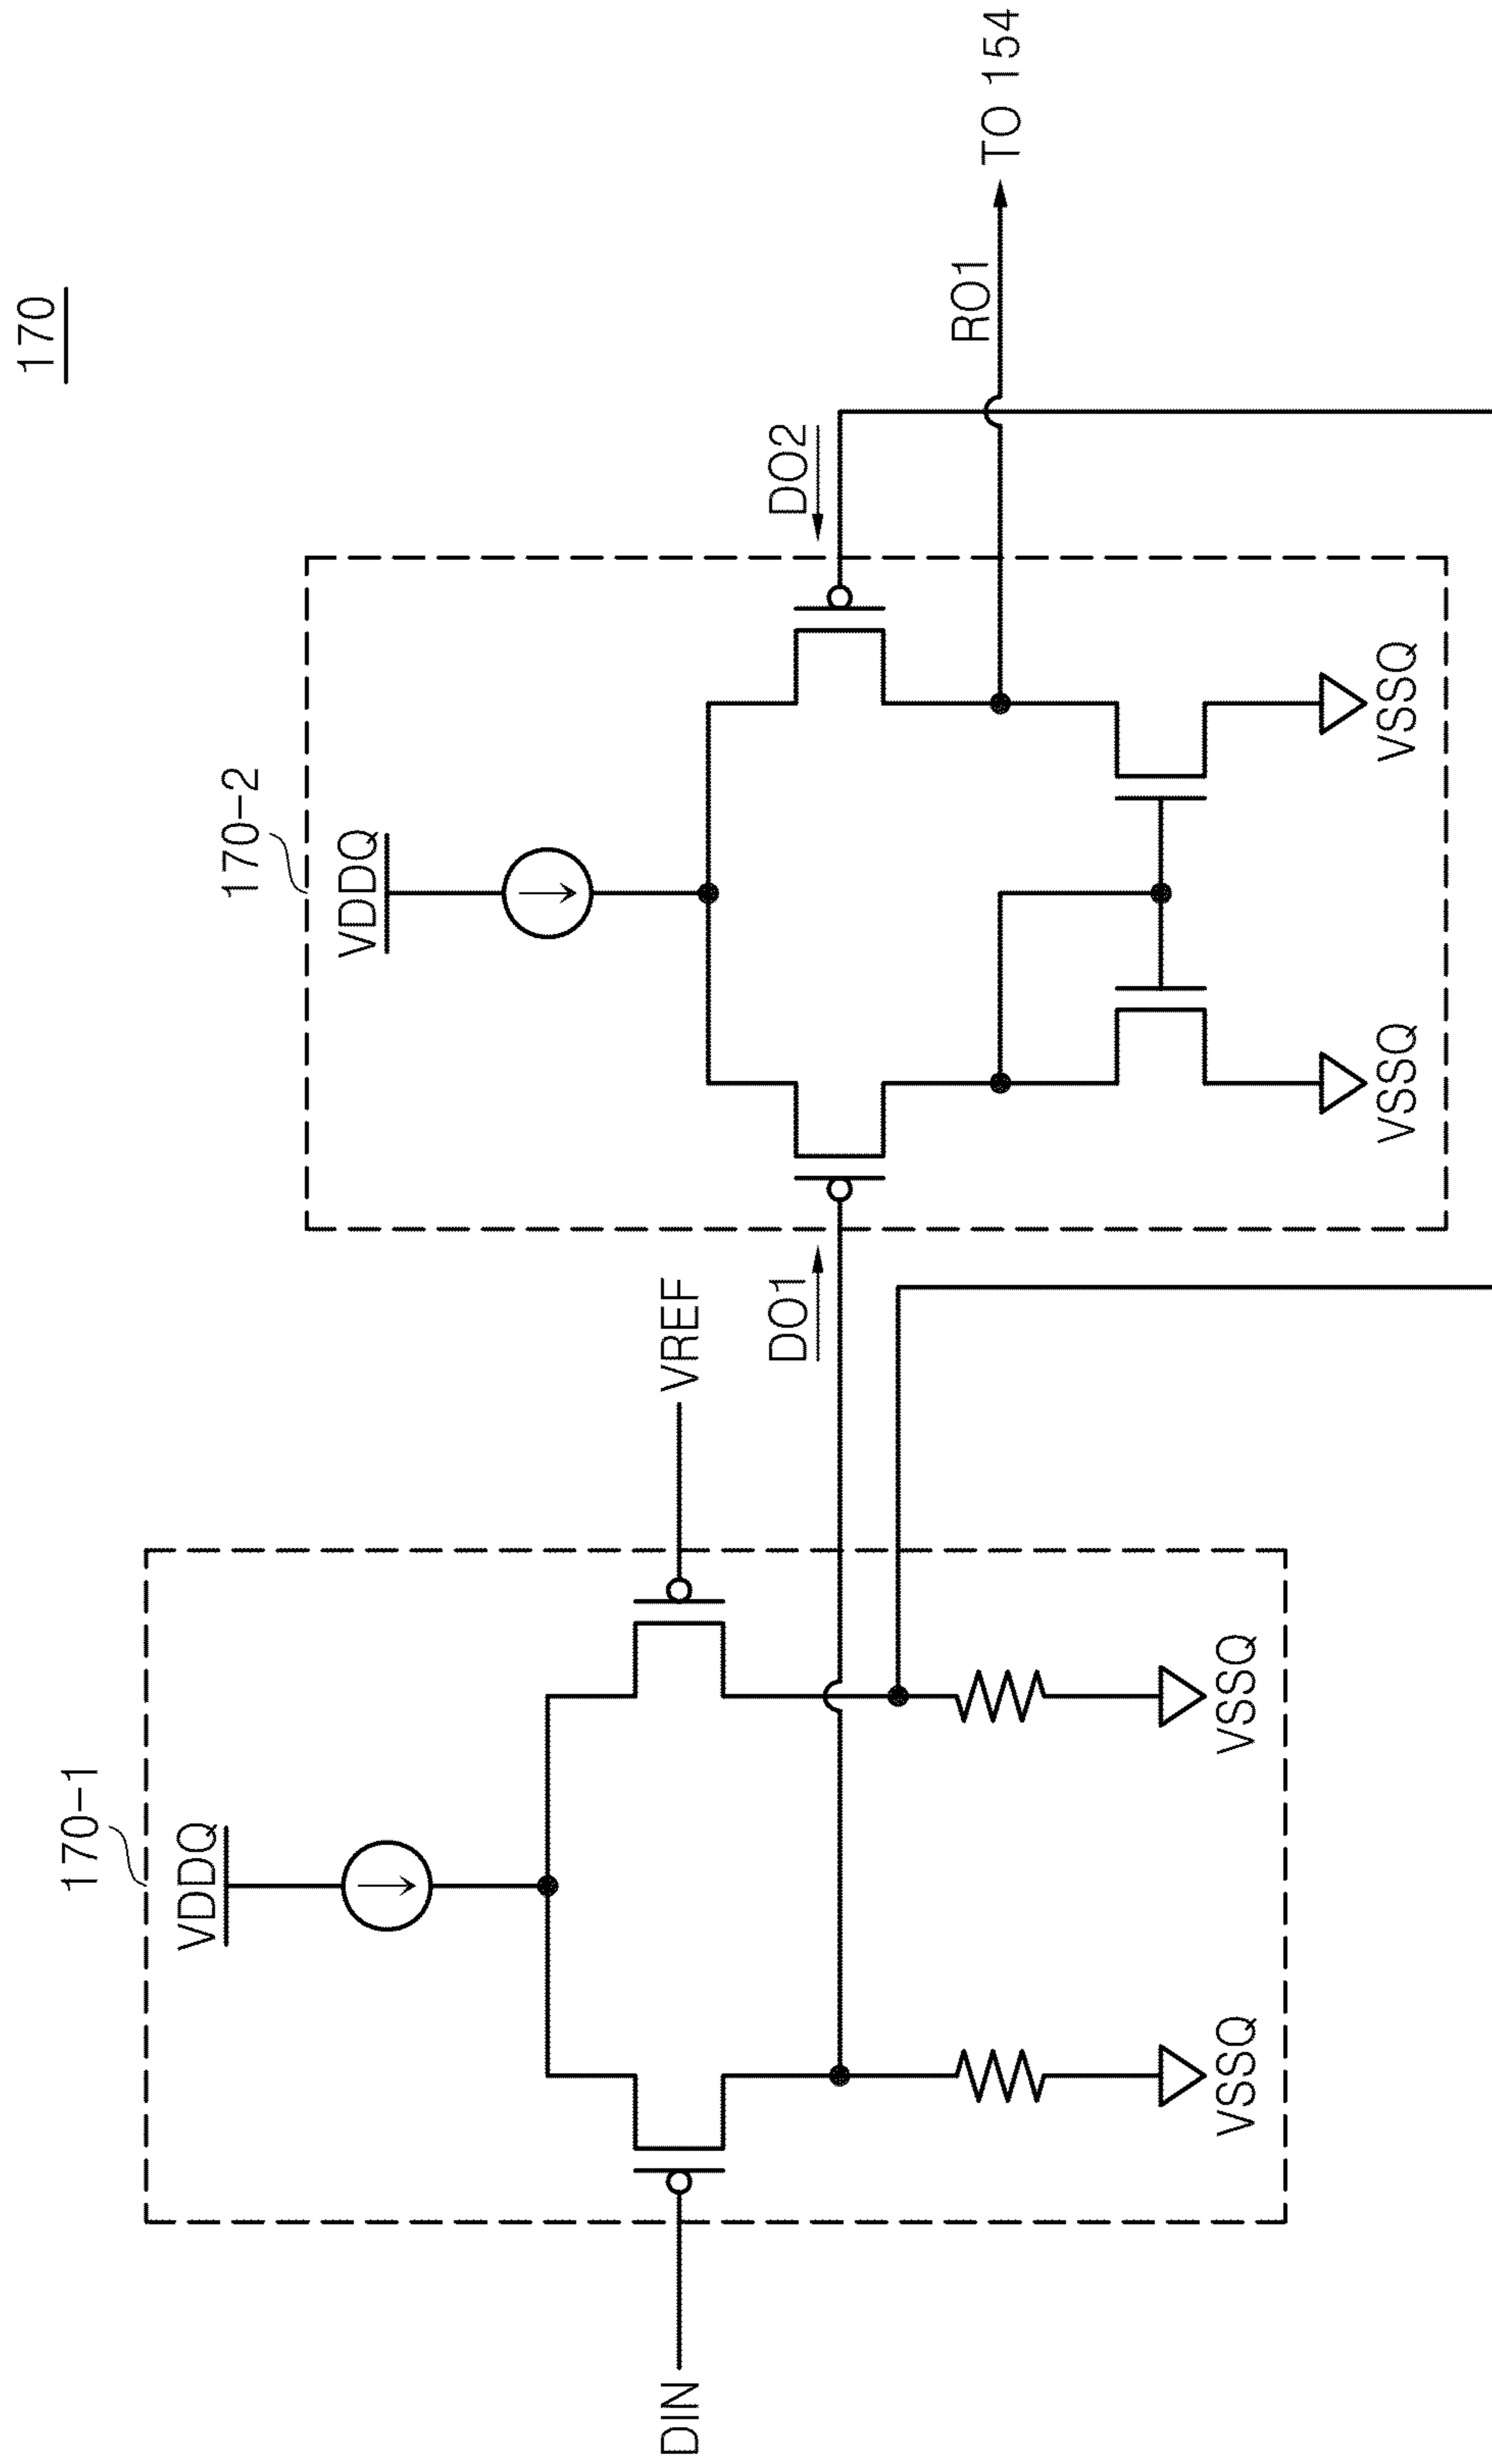 170
170-1
VDDQ
DIN
VREF
VSSQ
VSSQ
170-2
VDDQ
DO1
DO2
RO1
TO 154
VSSQ
VSSQ